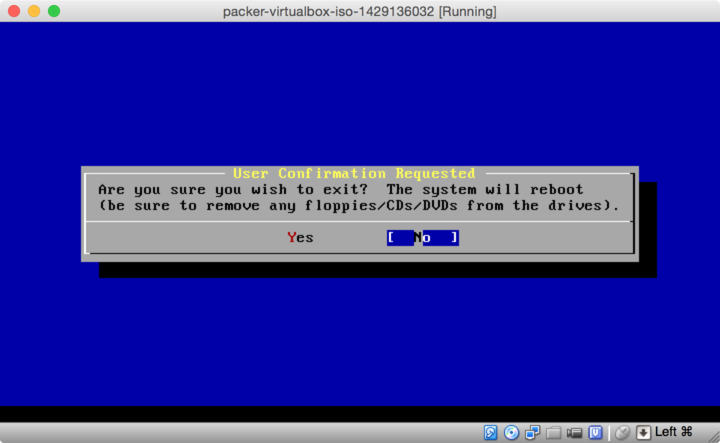 packer-virtualbox-iso-1429136032 [Running]
User Confirmation Requested
Are you sure you wish to exit?  The system will reboot
(be sure to remove any floppies/CDs/DVDs from the drives).
Yes [  No  ]
Left ⌘